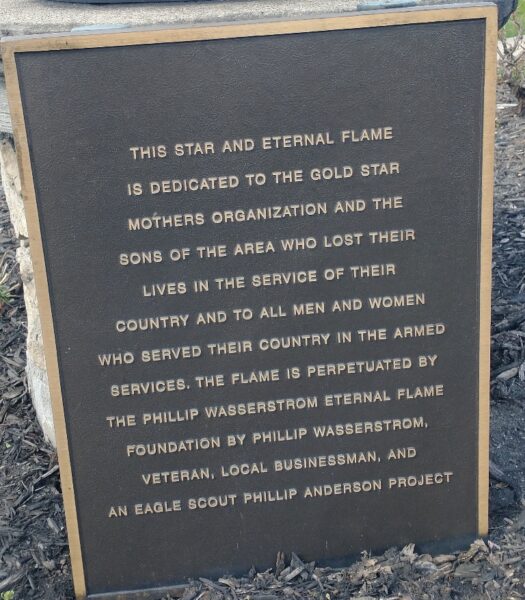 THIS STAR AND ETERNAL FLAME
IS DEDICATED TO THE GOLD STAR
MOTHERS ORGANIZATION AND THE
SONS OF THE AREA WHO LOST THEIR
LIVES IN THE SERVICE OF THEIR
COUNTRY AND TO ALL MEN AND WOMEN
WHO SERVED THEIR COUNTRY IN THE ARMED
SERVICES. THE FLAME IS PERPETUATED BY
THE PHILLIP WASSERSTROM ETERNAL FLAME
FOUNDATION BY PHILLIP WASSERSTROM,
VETERAN, LOCAL BUSINESSMAN, AND
AN EAGLE SCOUT PHILLIP ANDERSON PROJECT